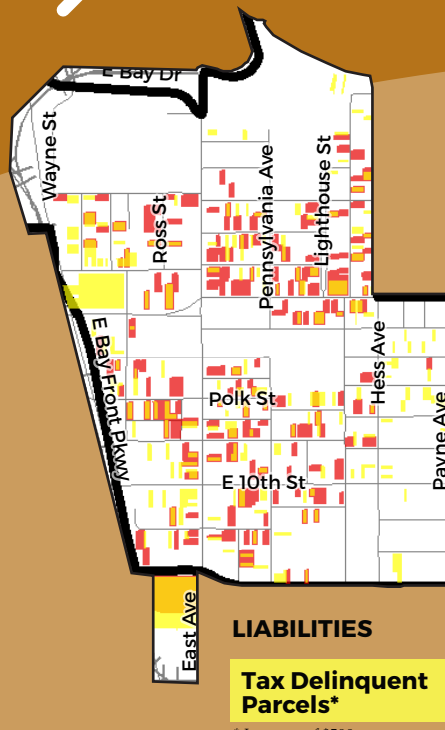 E Bay Dr
Wayne St
Ross St
Pennsylvania Ave
Lighthouse St
E Bay Front Pkwy
Hess Ave
Polk St
Payne Ave
E 10th St
East Ave
LIABILITIES
Tax Delinquent
Parcels*